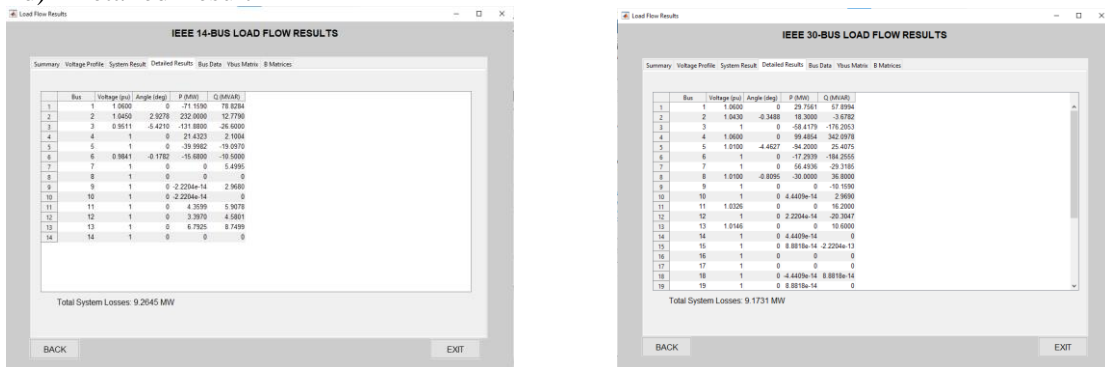 Load Flow Results
IEEE 14-BUS LOAD FLOW RESULTS
Summary Voltage Profile System Result Detailed Results Bus Data Ybus Matrix B Matrices
Bus Voltage (pu) Angle (deg) P (MW) Q (MVAR)
1 1 1.0600 0 -71.1590 78.8284
2 2 1.0450 2.9278 232.0000 12.7790
3 3 0.9511 -5.4210 -131.8800 -26.6000
4 4 1 0 21.4323 2.1004
5 5 1 0 -39.9982 -19.0970
6 6 0.9841 -0.1782 -15.6800 -10.5000
7 7 1 0 0 5.4995
8 8 1 0 0 0
9 9 1 0 -2.2204e-14 2.9680
10 10 1 0 -2.2204e-14 0
11 11 1 0 4.3599 5.9078
12 12 1 0 3.3970 4.5801
13 13 1 0 6.7925 8.7499
14 14 1 0 0 0
Total System Losses: 9.2645 MW
BACK EXIT
Load Flow Results
IEEE 30-BUS LOAD FLOW RESULTS
Summary Voltage Profile System Result Detailed Results Bus Data Ybus Matrix B Matrices
Bus Voltage (pu) Angle (deg) P (MW) Q (MVAR)
1 1 1.0600 0 29.7561 57.8994
2 2 1.0430 -0.3488 18.3000 -3.6782
3 3 1 0 -58.4179 -176.2053
4 4 1.0600 0 99.4854 342.0978
5 5 1.0100 -4.4627 -94.2000 25.4075
6 6 1 0 -17.2939 -184.2555
7 7 1 0 56.4936 -29.3185
8 8 1.0100 -0.8095 -30.0000 36.8000
9 9 1 0 0 -10.1590
10 10 1 0 4.4409e-14 2.9690
11 11 1.0326 0 0 16.2000
12 12 1 0 2.2204e-14 -20.3047
13 13 1.0146 0 0 10.6000
14 14 1 0 4.4409e-14 0
15 15 1 0 8.8818e-14 -2.2204e-13
16 16 1 0 0 0
17 17 1 0 0 0
18 18 1 0 -4.4409e-14 8.8818e-14
19 19 1 0 8.8818e-14 0
Total System Losses: 9.1731 MW
BACK EXIT